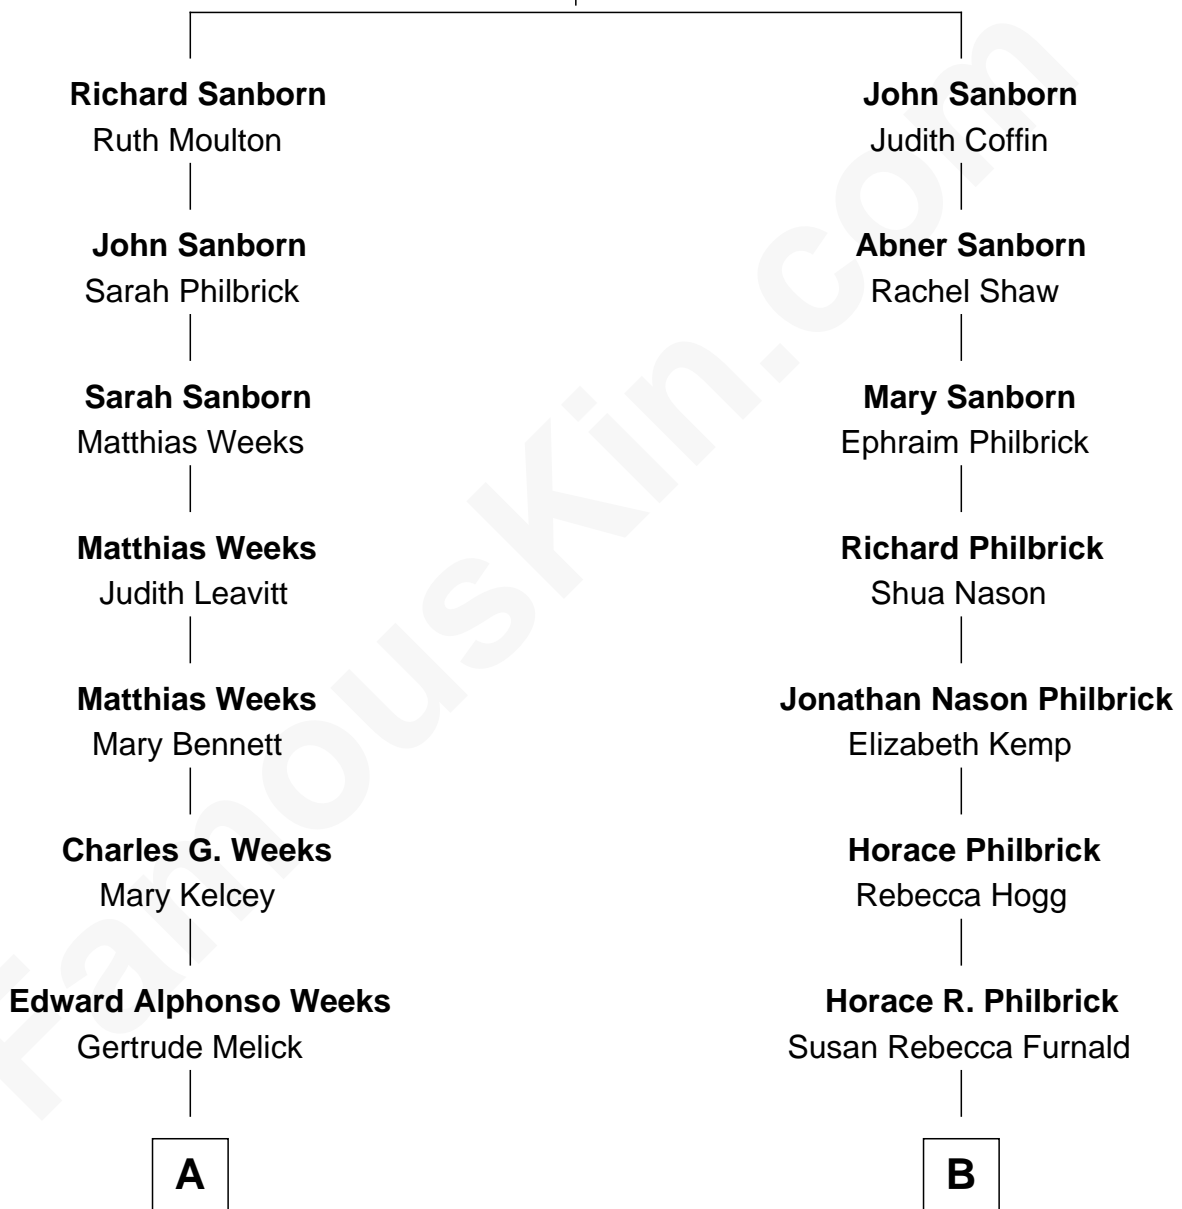 Richard Sanborn
Ruth Moulton
John Sanborn
Sarah Philbrick
Sarah Sanborn
Matthias Weeks
Matthias Weeks
Judith Leavitt
Matthias Weeks
Mary Bennett
Charles G. Weeks
Mary Kelcey
Edward Alphonso Weeks
Gertrude Melick
A
John Sanborn
Judith Coffin
Abner Sanborn
Rachel Shaw
Mary Sanborn
Ephraim Philbrick
Richard Philbrick
Shua Nason
Jonathan Nason Philbrick
Elizabeth Kemp
Horace Philbrick
Rebecca Hogg
Horace R. Philbrick
Susan Rebecca Furnald
B
FamousKin.com